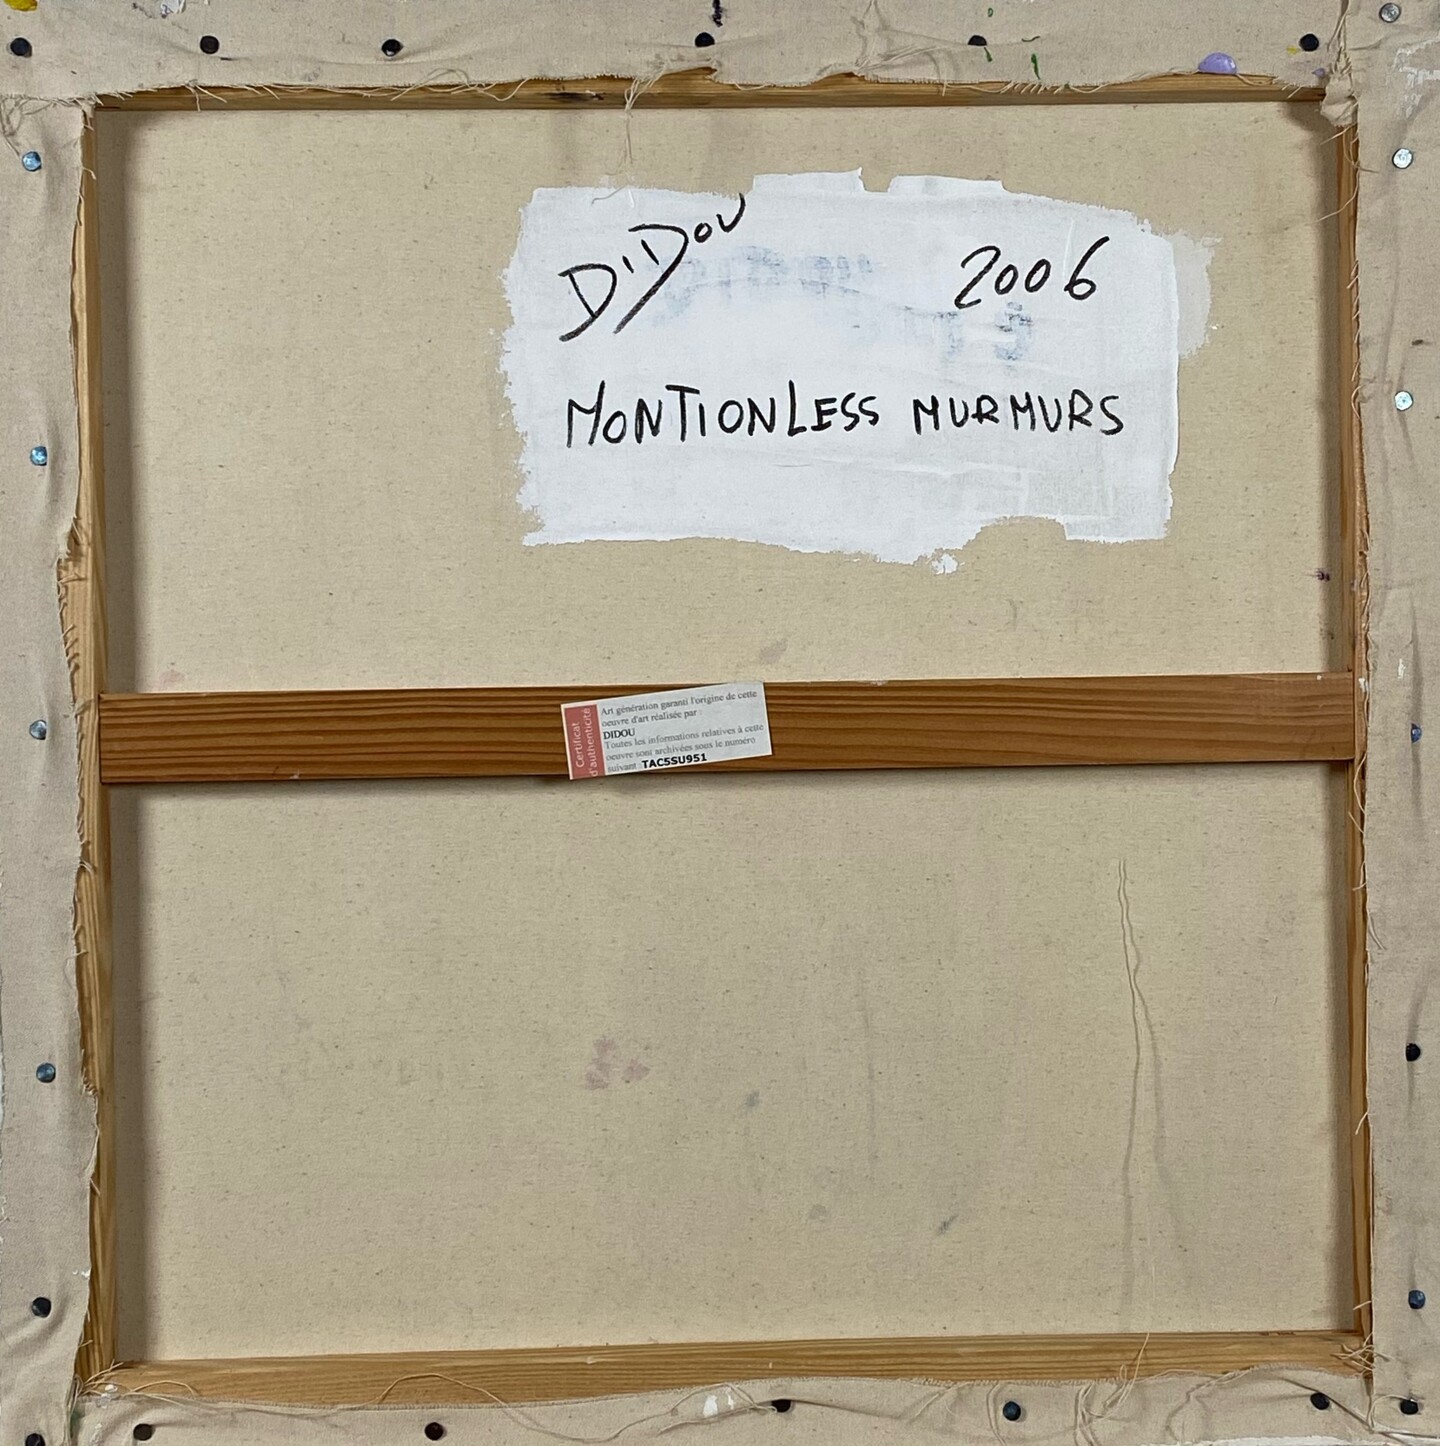 DiDou 2006
MONTIONLESS MURMURS
Certificat d'authenticité
Art génération garanti l'origine de cette
oeuvre d'art réalisée par :
DIDOU
Toutes les informations relatives à cette
oeuvre sont archivées sous le numéro
suivant TAC5SU951